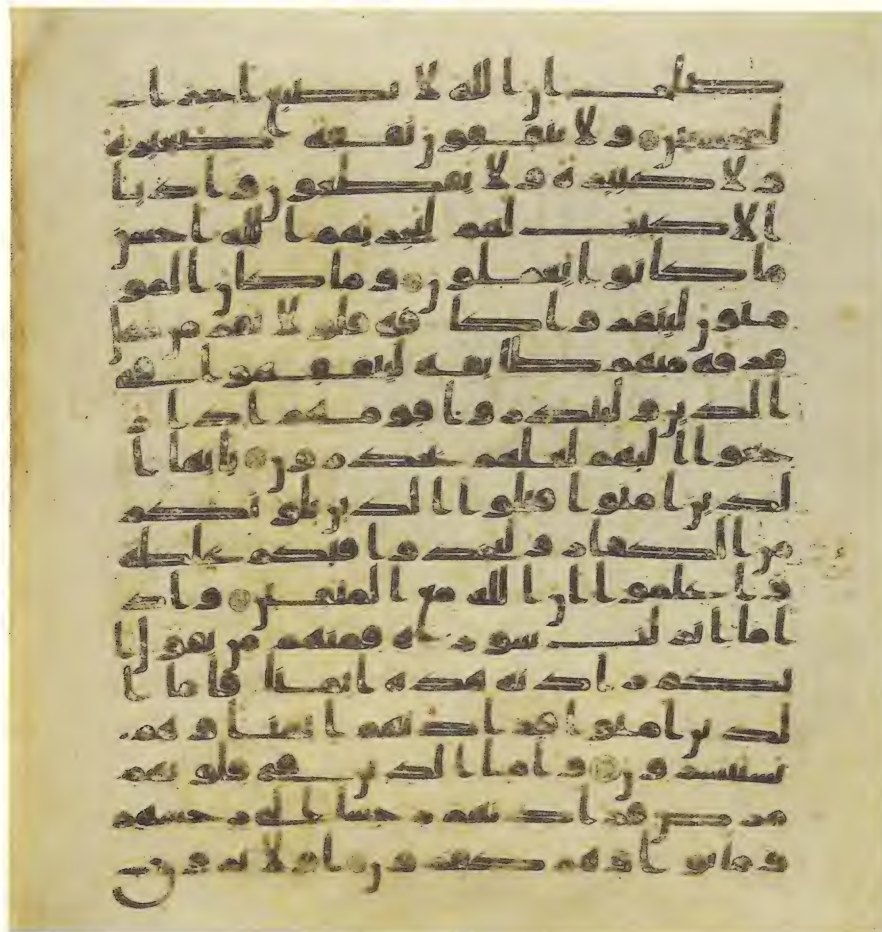 صلح ان الله لا يضيع اجر ا
لمحسنين ولا ينفقون نفقة صغيرة
ولا كبيرة ولا يقطعون واديا
الا كتب لهم ليجزيهم الله احسن
ما كانوا يعملون وما كان المو
منون لينفروا كافة فلولا نفر من كل
فرقة منهم طائفة ليتفقهوا في
الدين ولينذروا قومهم اذا ر
جعوا اليهم لعلهم يحذرون يايها ا
لذين امنوا قتلوا الذين يلونكم
من الكفار وليجدوا فيكم غلظة
واعلموا ان الله مع المتقين واذ
ا ما انزلت سورة فمنهم من يقول ا
يكم زادته هذه ايمنا فاما ا
لذين امنوا فزادتهم ايمنا وهم
يستبشرون واما الذين في قلوبهم
مرض فزادتهم رجسا الى رجسهم
وماتوا وهم كفرون اولا يرون